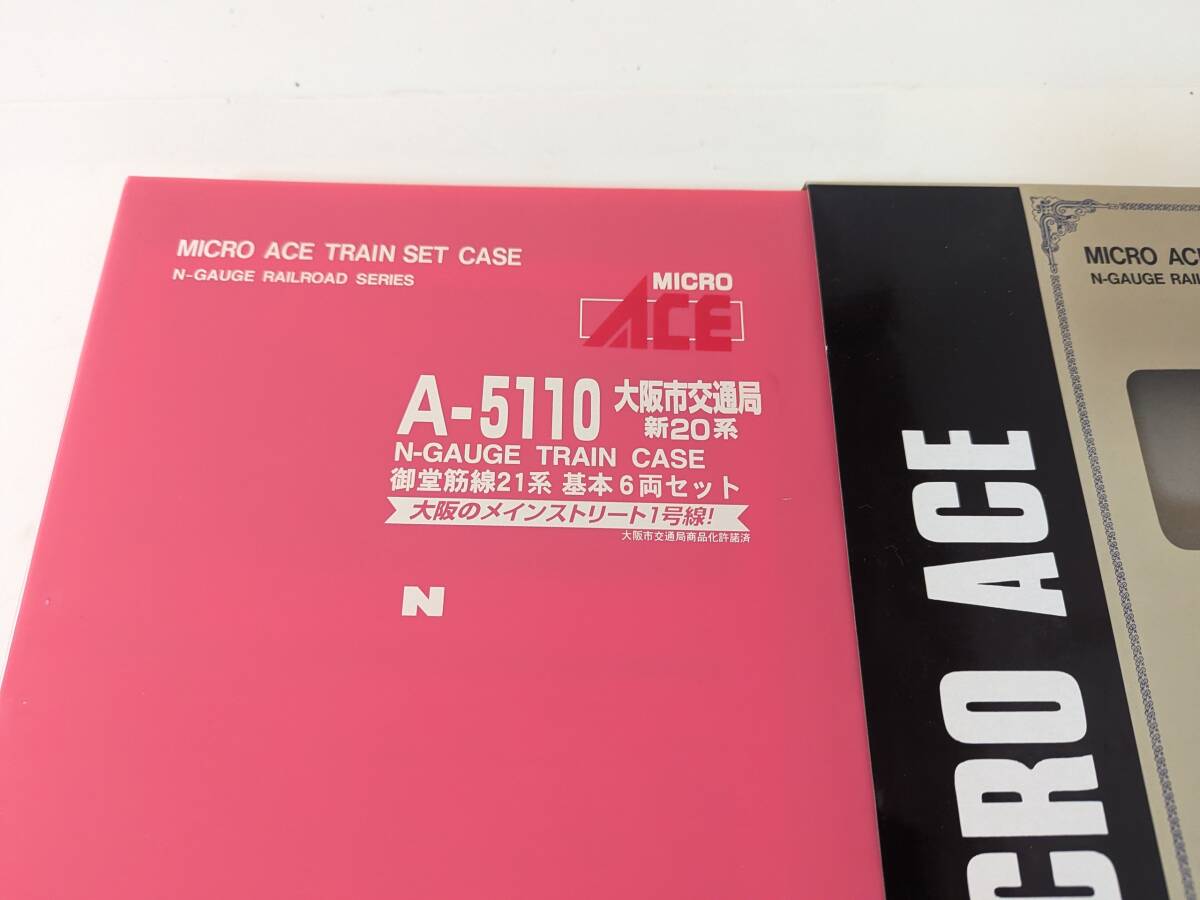 MICRO ACE TRAIN SET CASE
N-GAUGE RAILROAD SERIES
MICRO
ACE
A-5110 大阪市交通局
新20系
N-GAUGE TRAIN CASE
御堂筋線21系 基本6両セット
大阪のメインストリート1号線!
大阪市交通局商品化許諾済
N
CRO ACE
MICRO ACE
N-GAUGE RAI